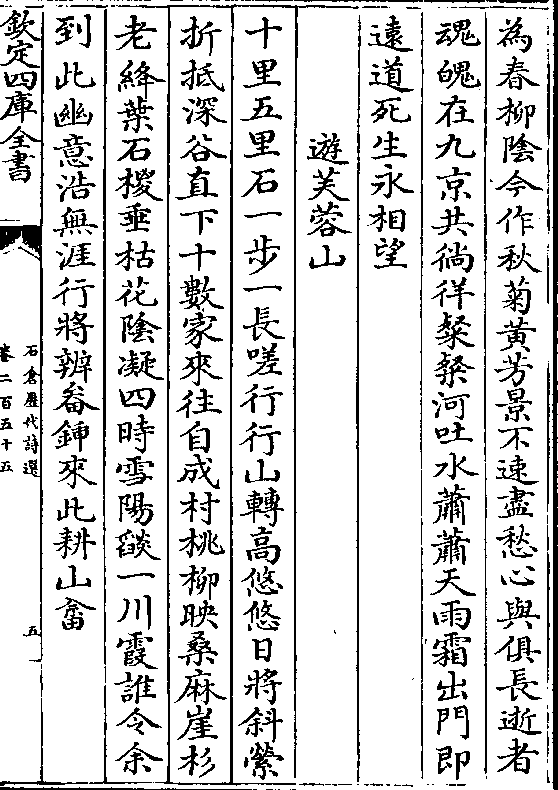 為春柳陰今作秋菊黄芳景不速盡愁心與俱長逝者
魂魄在九京共徜徉粲粲河吐水蕭蕭天雨霜出門即
遠道死生永相望
遊芙蓉山
十里五里石一步一長嗟行行山轉高悠悠日將斜縈
折抵深谷直下十數家來往自成村桃柳映桑麻崖杉
老絳葉石㮨垂枯花陰凝四時雪陽燄一川霞誰令余
到此幽意浩無涯行將辦畚鍤來此耕山畬
欽定四庫全書
石倉歷代詩選
卷二百五十五
五